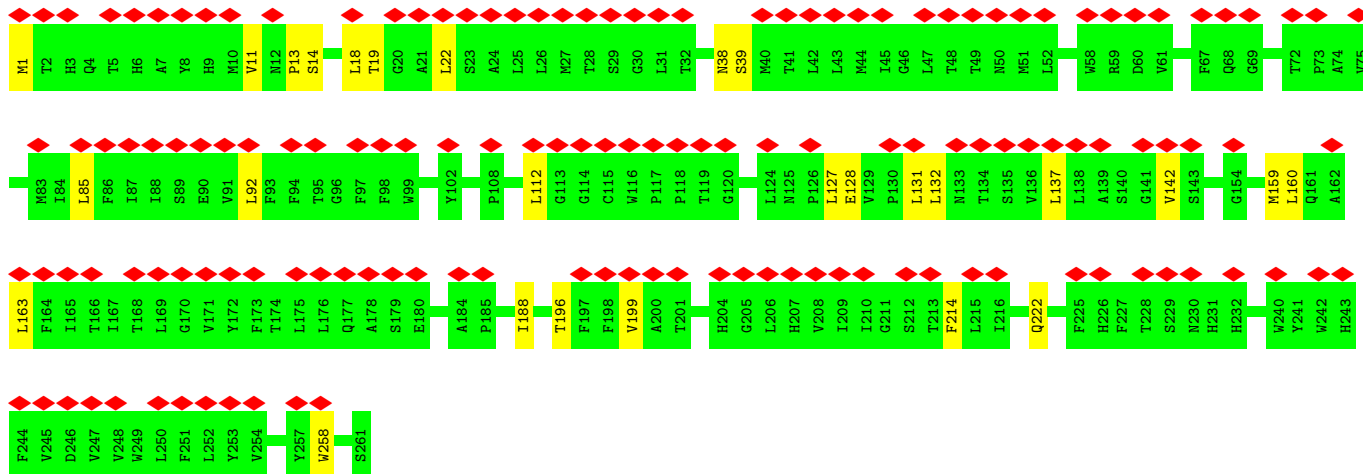 M1 T2 H3 Q4 T5 H6 A7 Y8 H9 M10 V11 N12 P13 S14 L18 T19 G20 A21 L22 S23 A24 L25 L26 M27 T28 S29 G30 L31 T32 N38 S39 M40 T41 L42 L43 M44 I45 G46 L47 T48 T49 N50 M51 L52 W58 R59 D60 V61 F67 Q68 G69 T72 P73 A74 V75
M83 I84 L85 F86 I87 I88 S89 E90 V91 L92 F93 F94 T95 G96 F97 F98 W99 Y102 P108 L112 G113 G114 C115 W116 P117 P118 T119 G120 L124 N125 P126 L127 E128 V129 P130 L131 L132 N133 T134 S135 V136 L137 L138 A139 S140 G141 V142 S143 G154 M159 L160 Q161 A162
L163 F164 I165 T166 I167 T168 L169 G170 V171 Y172 F173 T174 L175 L176 Q177 A178 S179 E180 A184 P185 I188 T196 F197 F198 V199 A200 T201 H204 G205 L206 H207 V208 I209 I210 G211 S212 T213 F214 L215 I216 Q222 F225 H226 F227 T228 S229 N230 H231 H232 W240 Y241 W242 H243
F244 V245 D246 V247 V248 W249 L250 F251 L252 Y253 V254 Y257 W258 S261